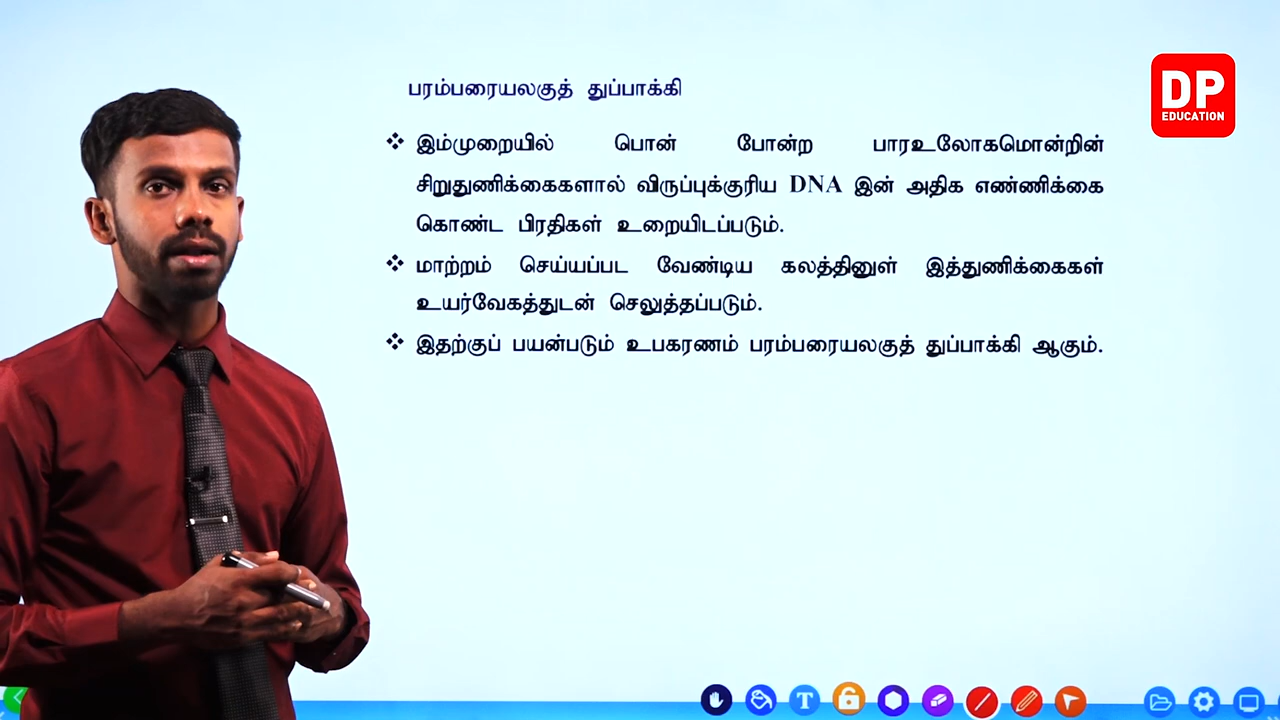 DP
EDUCATION
பரம்பரையலகுத் துப்பாக்கி
❖ இம்முறையில் பொன் போன்ற பாரஉலோகமொன்றின்
சிறுதுணிக்கைகளால் விருப்புக்குரிய DNA இன் அதிக எண்ணிக்கை
கொண்ட பிரதிகள் உறையிடப்படும்.
❖ மாற்றம் செய்யப்பட வேண்டிய கலத்தினுள் இத்துணிக்கைகள்
உயர்வேகத்துடன் செலுத்தப்படும்.
❖ இதற்குப் பயன்படும் உபகரணம் பரம்பரையலகுத் துப்பாக்கி ஆகும்.
T